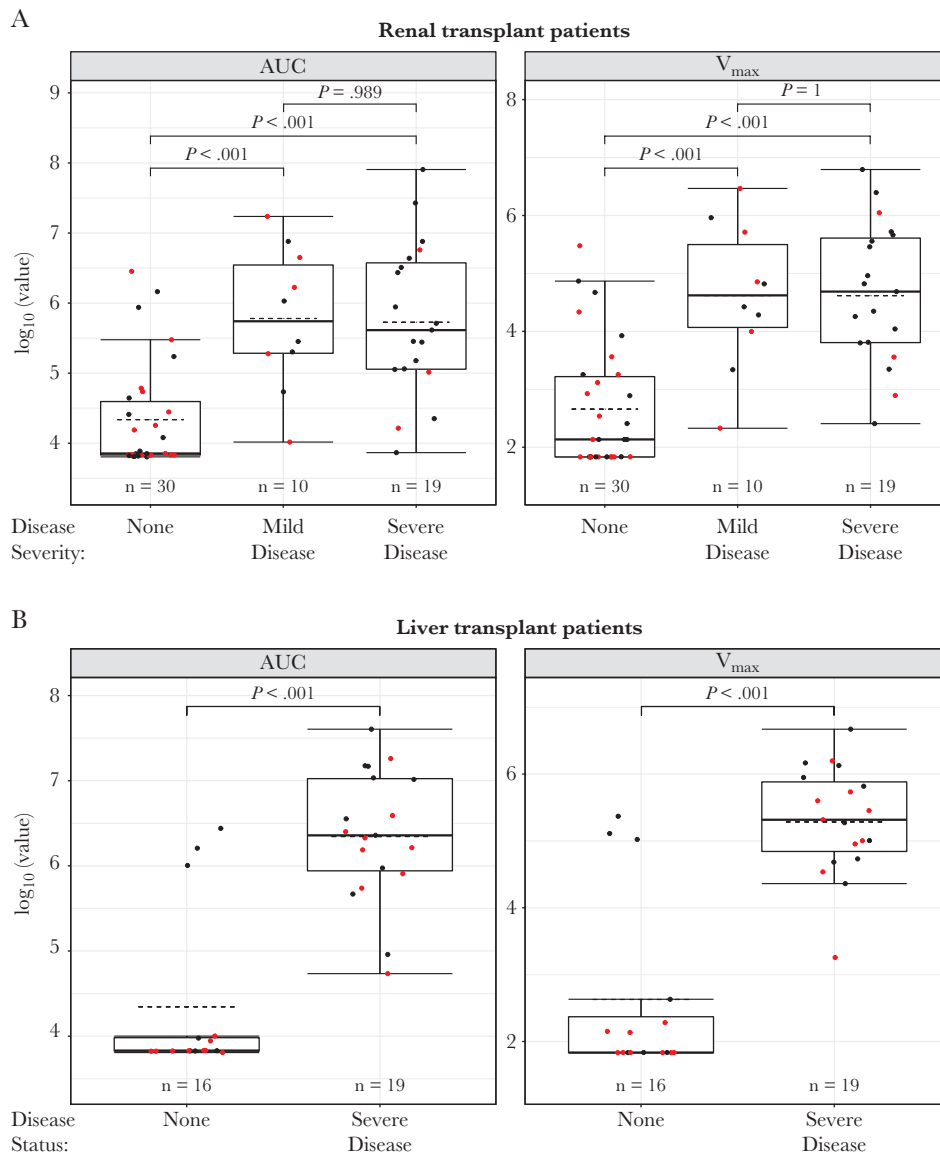 A
Renal transplant patients
AUC
V max
9
8
7
6
5
4
log10 (value)
P = .989
P < .001
P < .001
n = 30
n = 10
n = 19
8
6
4
2
P = 1
P < .001
P < .001
n = 30
n = 10
n = 19
Disease Severity:
None
Mild Disease
Severe Disease
None
Mild Disease
Severe Disease
B
Liver transplant patients
AUC
V max
8
7
6
5
4
log10 (value)
P < .001
n = 16
n = 19
6
4
2
P < .001
n = 16
n = 19
Disease Status:
None
Severe Disease
None
Severe Disease